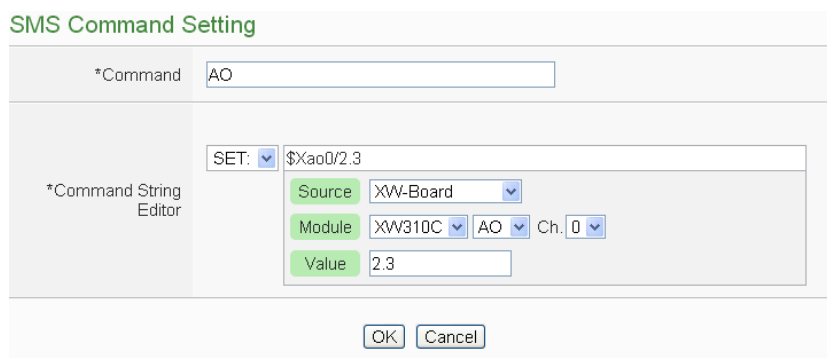 SMS Command Setting
*Command AO
SET: $Xao0/2.3
*Command String
Editor
Source XW-Board
Module XW310C AO Ch. 0
Value 2.3
OK Cancel